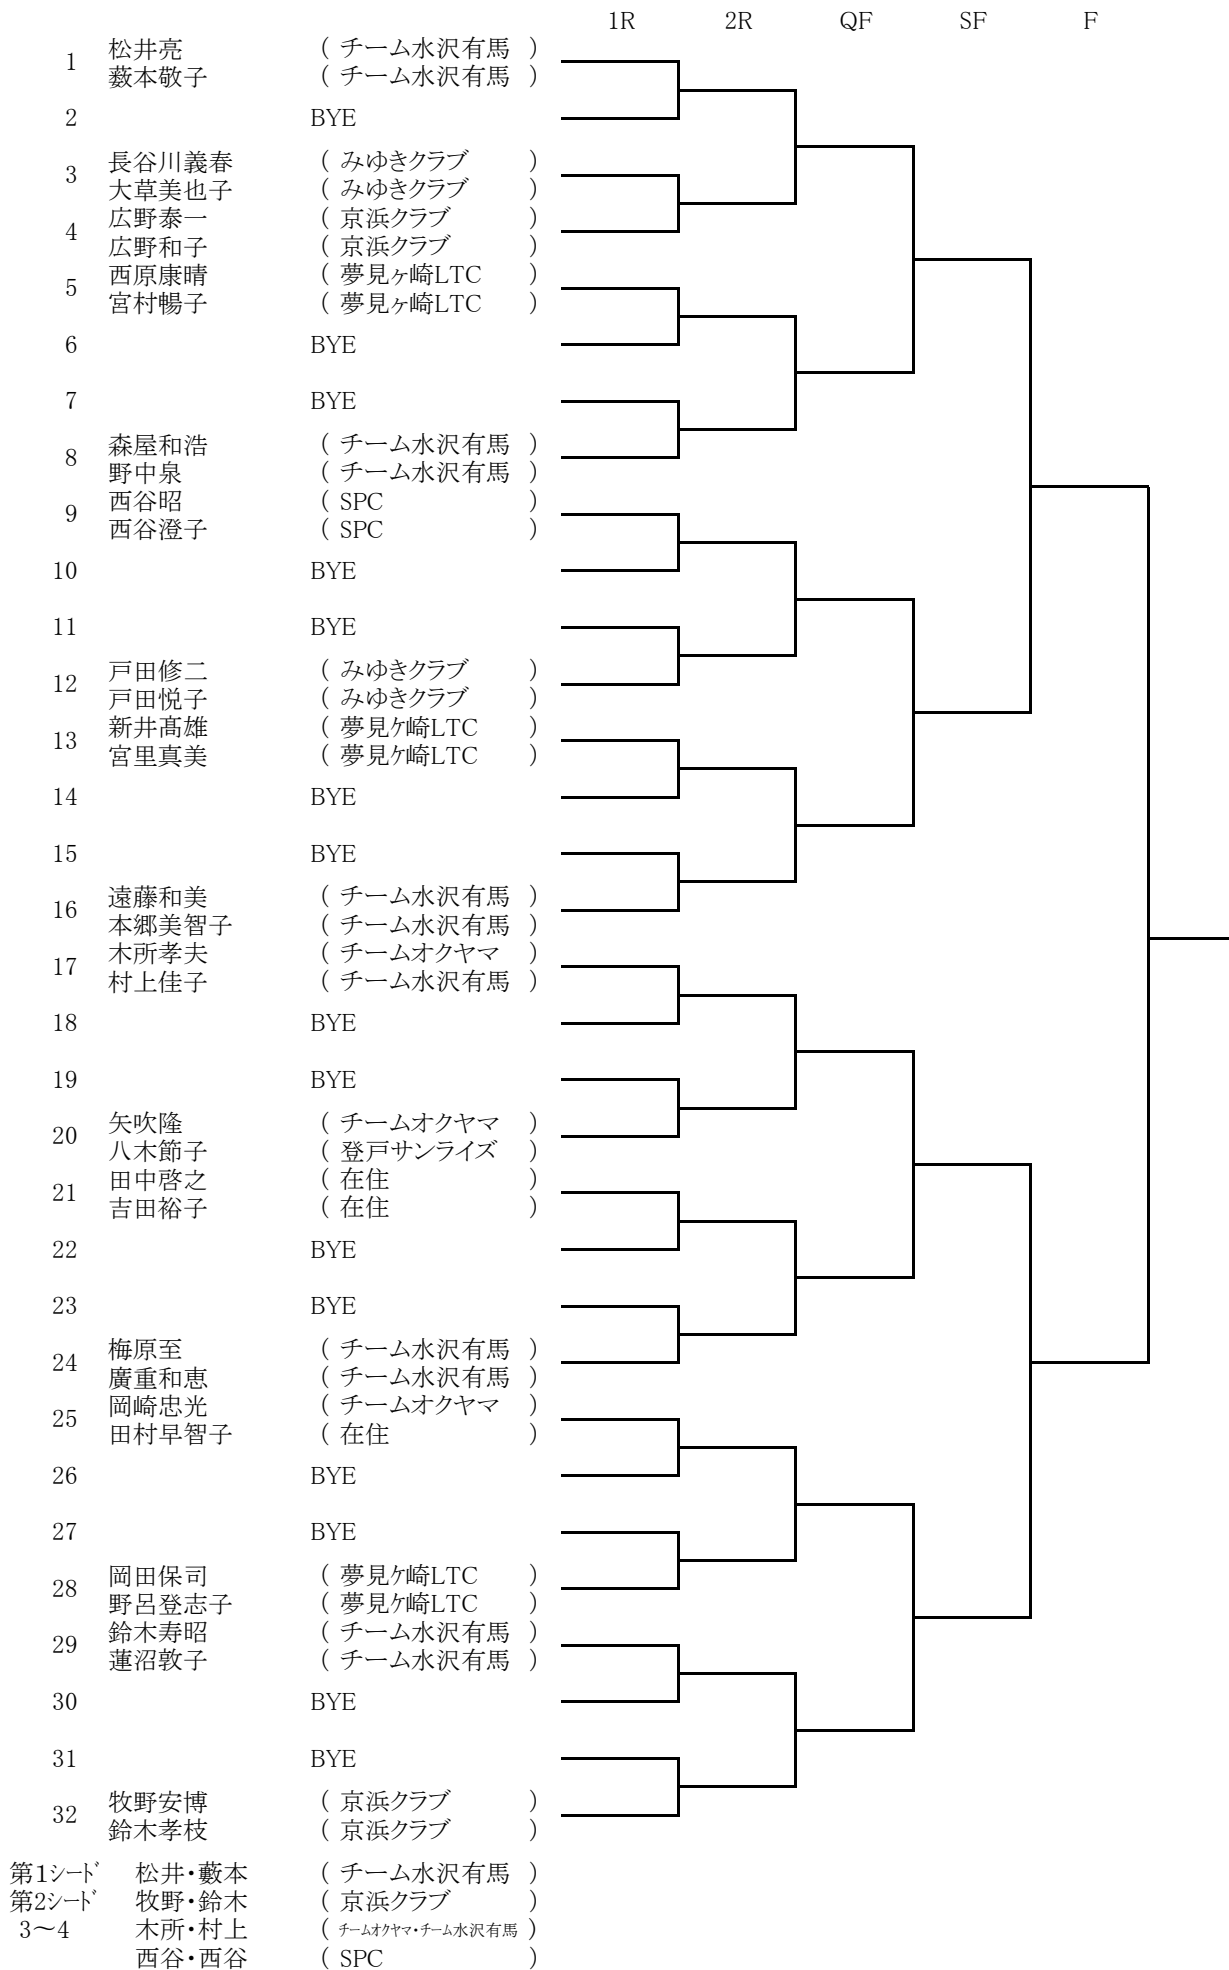 1R 2R QF SF F
1 松井亮 ( チーム水沢有馬 )
薮本敬子 ( チーム水沢有馬 )
2 BYE
3 長谷川義春 ( みゆきクラブ )
大草美也子 ( みゆきクラブ )
4 広野泰一 ( 京浜クラブ )
広野和子 ( 京浜クラブ )
5 西原康晴 ( 夢見ヶ崎LTC )
宮村暢子 ( 夢見ヶ崎LTC )
6 BYE
7 BYE
8 森屋和浩 ( チーム水沢有馬 )
野中泉 ( チーム水沢有馬 )
9 西谷昭 ( SPC )
西谷澄子 ( SPC )
10 BYE
11 BYE
12 戸田修二 ( みゆきクラブ )
戸田悦子 ( みゆきクラブ )
13 新井髙雄 ( 夢見ケ崎LTC )
宮里真美 ( 夢見ケ崎LTC )
14 BYE
15 BYE
16 遠藤和美 ( チーム水沢有馬 )
本郷美智子 ( チーム水沢有馬 )
17 木所孝夫 ( チームオクヤマ )
村上佳子 ( チーム水沢有馬 )
18 BYE
19 BYE
20 矢吹隆 ( チームオクヤマ )
八木節子 ( 登戸サンライズ )
21 田中啓之 ( 在住 )
吉田裕子 ( 在住 )
22 BYE
23 BYE
24 梅原至 ( チーム水沢有馬 )
廣重和恵 ( チーム水沢有馬 )
25 岡崎忠光 ( チームオクヤマ )
田村早智子 ( 在住 )
26 BYE
27 BYE
28 岡田保司 ( 夢見ケ崎LTC )
野呂登志子 ( 夢見ケ崎LTC )
29 鈴木寿昭 ( チーム水沢有馬 )
蓮沼敦子 ( チーム水沢有馬 )
30 BYE
31 BYE
32 牧野安博 ( 京浜クラブ )
鈴木孝枝 ( 京浜クラブ )
第1シード 松井・藪本 ( チーム水沢有馬 )
第2シード 牧野・鈴木 ( 京浜クラブ )
3～4 木所・村上 ( チームオクヤマ・チーム水沢有馬 )
西谷・西谷 ( SPC )